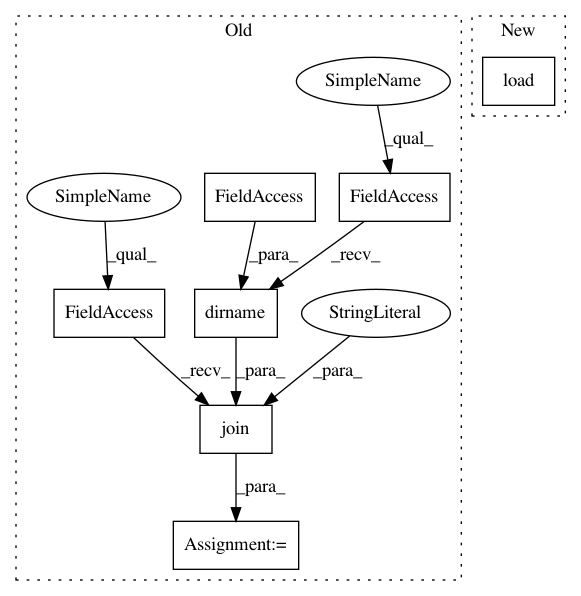 Old
New
SimpleName
load
_qual_
SimpleName
FieldAccess
FieldAccess
_qual_
_para_
_recv_
FieldAccess
dirname
StringLiteral
_recv_
_para_
_para_
join
_para_
Assignment:=